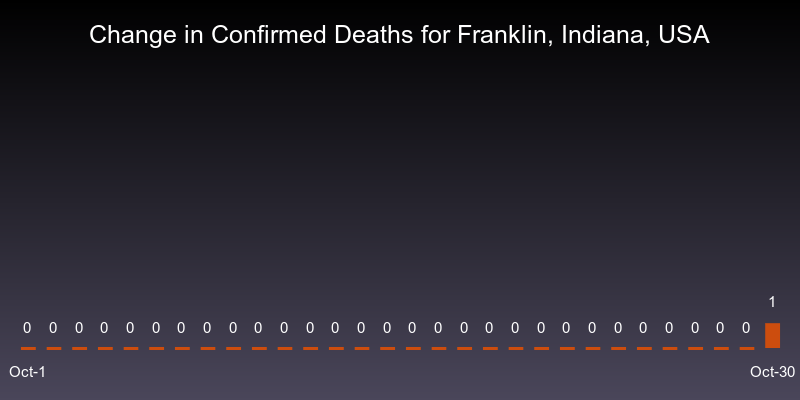 Change in Confirmed Deaths for Franklin, Indiana, USA
1
0 0 0 0 0 0 0 0 0 0 0 0 0 0 0 0 0 0 0 0 0 0 0 0 0 0 0 0 0
Oct-1 Oct-30